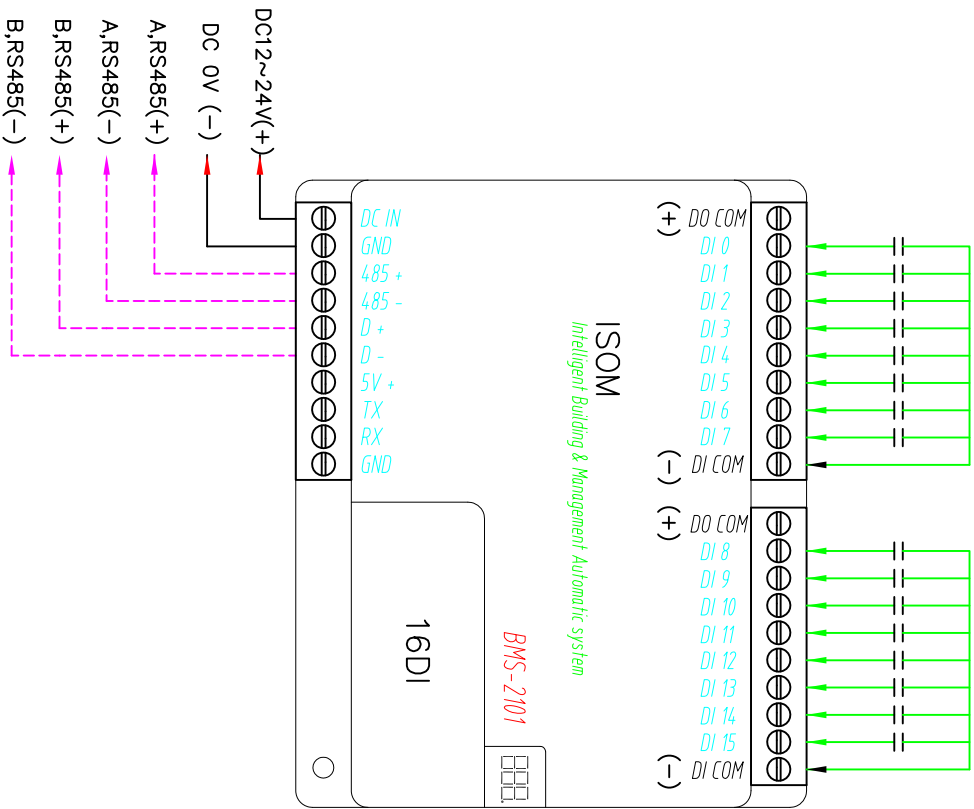 DC12~24V(+)
DC 0V (-)
A,RS485(+)
A,RS485(-)
B,RS485(+)
B,RS485(-)
DC IN
GND
485 +
485 -
D +
D -
5V +
TX
RX
GND
ISOM
Intelligent Building & Management Automatic system
(+) DO COM
DI 0
DI 1
DI 2
DI 3
DI 4
DI 5
DI 6
DI 7
(-) DI COM
(+) DO COM
DI 8
DI 9
DI 10
DI 11
DI 12
DI 13
DI 14
DI 15
(-) DI COM
16DI
BMS-2101
888.